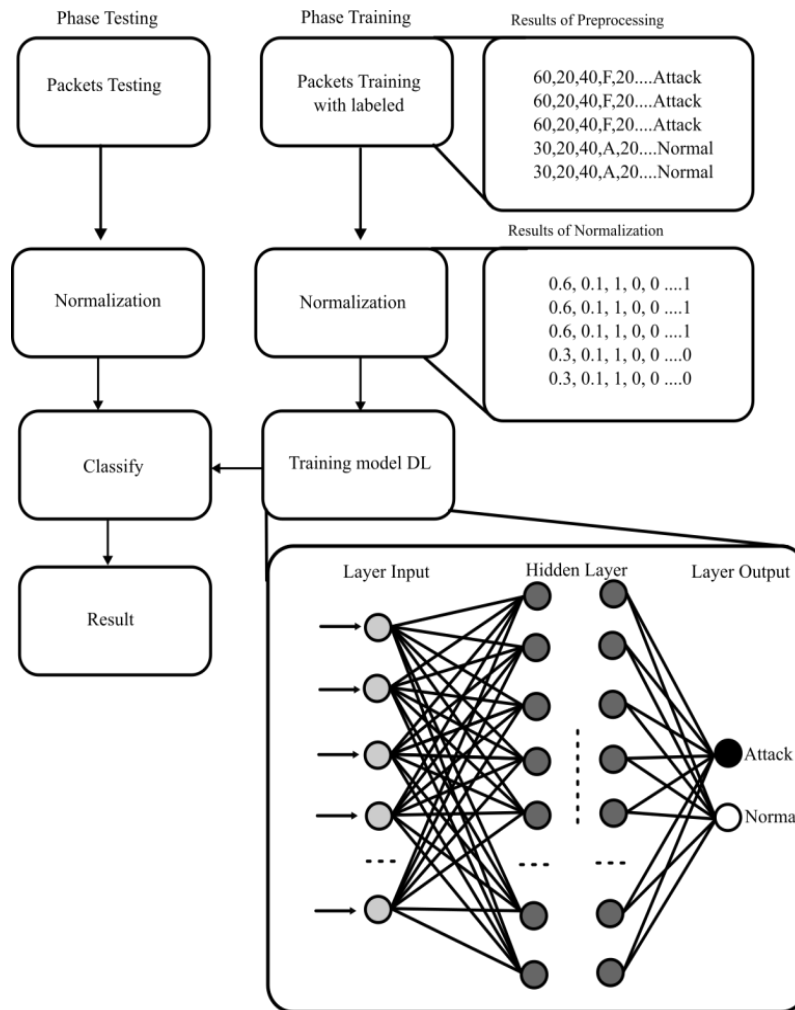 Phase Testing
Phase Training
Results of Preprocessing
Packets Testing
Packets Training
with labeled
60,20,40,F,20....Attack
60,20,40,F,20....Attack
60,20,40,F,20....Attack
30,20,40,A,20....Normal
30,20,40,A,20....Normal
Results of Normalization
Normalization
Normalization
0.6, 0.1, 1, 0, 0 ....1
0.6, 0.1, 1, 0, 0 ....1
0.6, 0.1, 1, 0, 0 ....1
0.3, 0.1, 1, 0, 0 ....0
0.3, 0.1, 1, 0, 0 ....0
Classify
Training model DL
Result
Layer Input
Hidden Layer
Layer Output
Attack
Norma